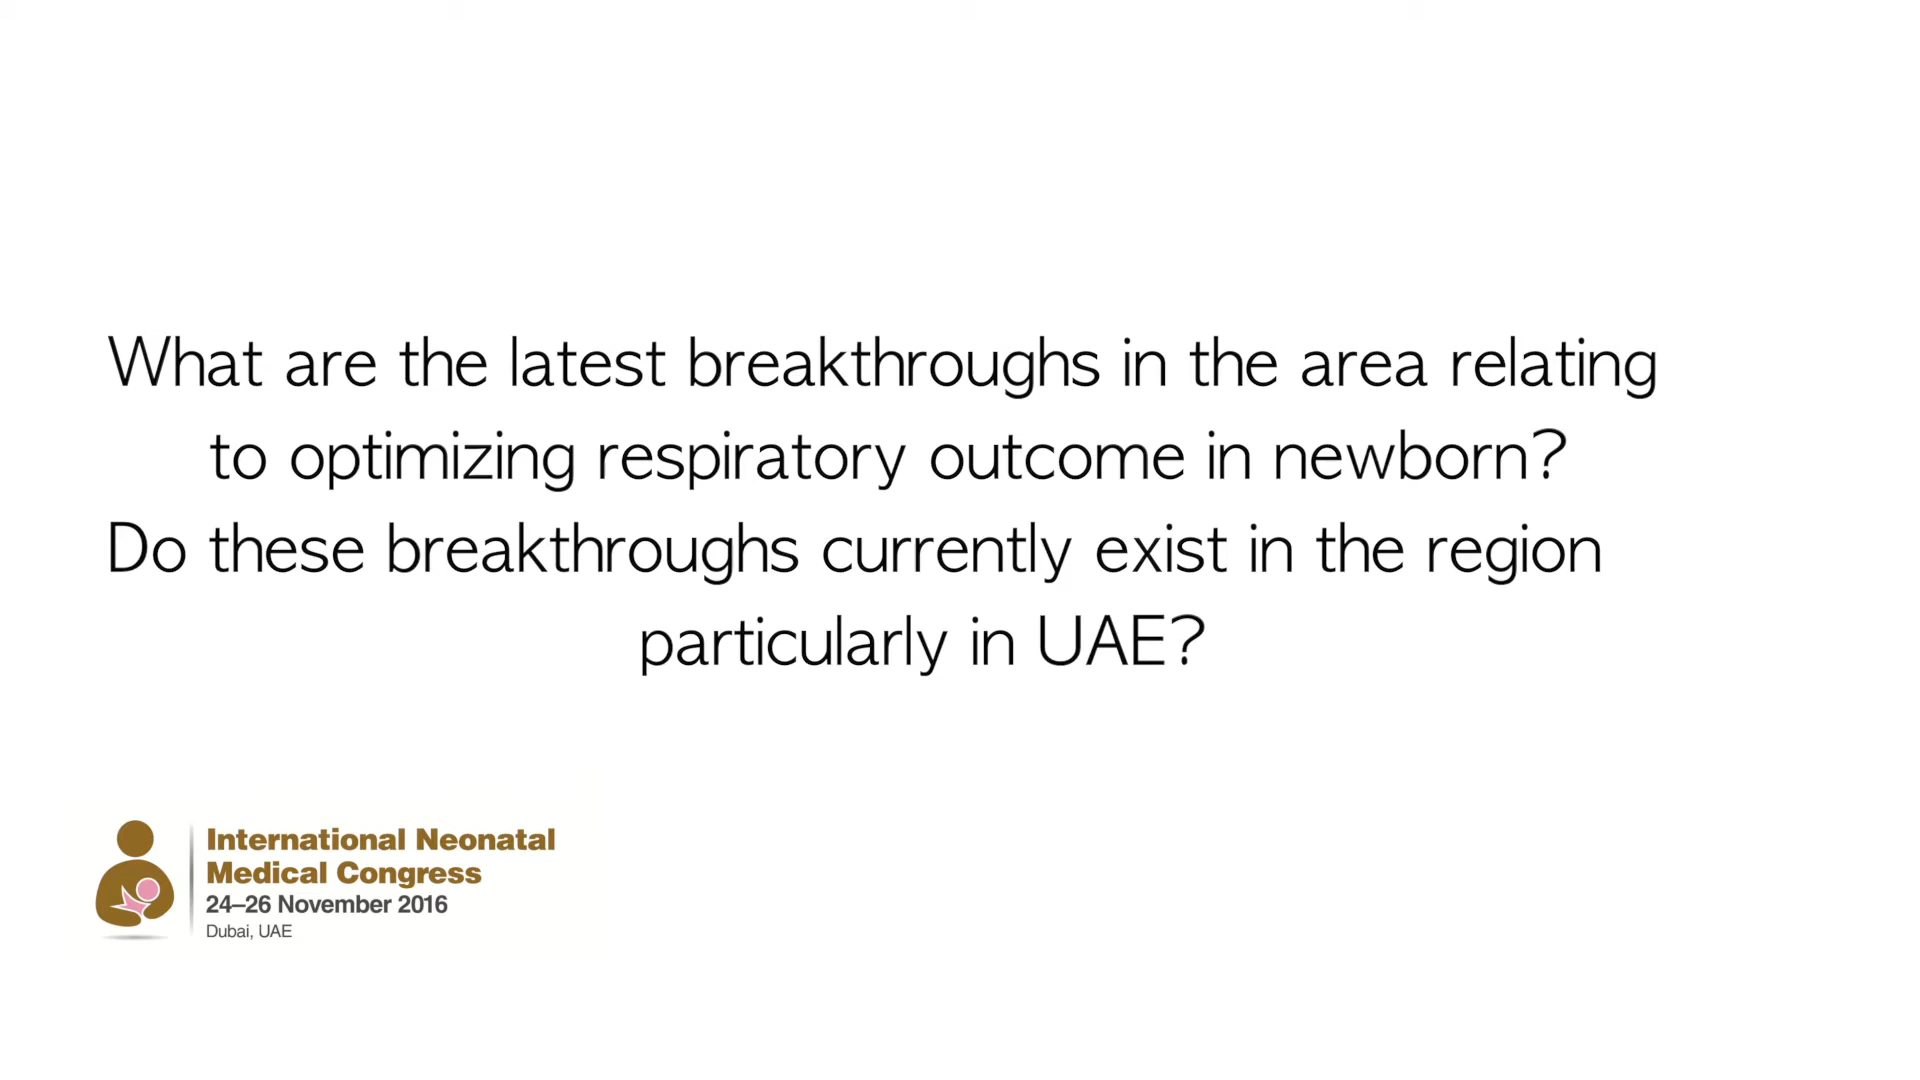 What are the latest breakthroughs in the area relating
to optimizing respiratory outcome in newborn?
Do these breakthroughs currently exist in the region
particularly in UAE?
International Neonatal
Medical Congress
24–26 November 2016
Dubai, UAE